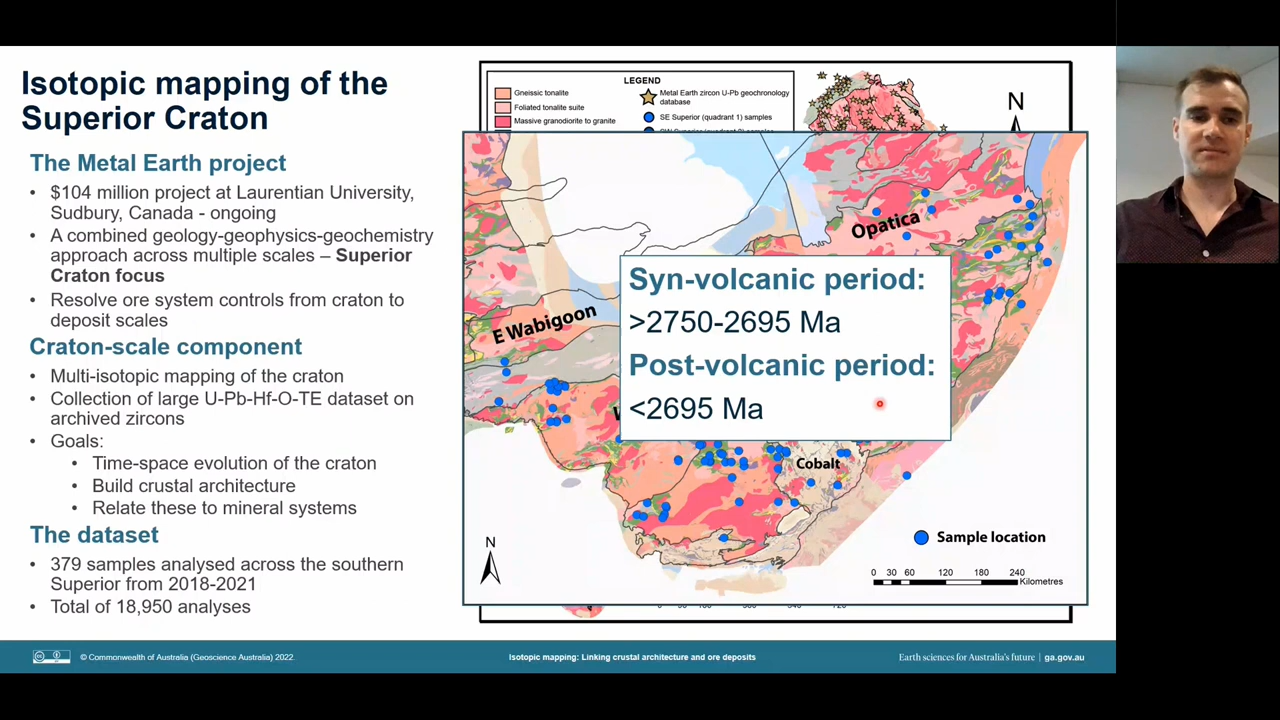 Isotopic mapping of the
Superior Craton
The Metal Earth project
• $104 million project at Laurentian University,
Sudbury, Canada - ongoing
• A combined geology-geophysics-geochemistry
approach across multiple scales – Superior
Craton focus
• Resolve ore system controls from craton to
deposit scales
Craton-scale component
• Multi-isotopic mapping of the craton
• Collection of large U-Pb-Hf-O-TE dataset on
archived zircons
• Goals:
• Time-space evolution of the craton
• Build crustal architecture
• Relate these to mineral systems
The dataset
• 379 samples analysed across the southern
Superior from 2018-2021
• Total of 18,950 analyses
LEGEND
Gneissic tonalite
Foliated tonalite suite
Massive granodiorite to granite
Metal Earth zircon U-Pb geochronology
database
SE Superior (quadrant 1) samples
N
Opatica
E Wabigoon
Syn-volcanic period:
>2750-2695 Ma
Post-volcanic period:
<2695 Ma
Cobalt
Sample location
N
0 30 60 120 180 240
Kilometres
© Commonwealth of Australia (Geoscience Australia) 2022.
Isotopic mapping: Linking crustal architecture and ore deposits
Earth sciences for Australia's future | ga.gov.au